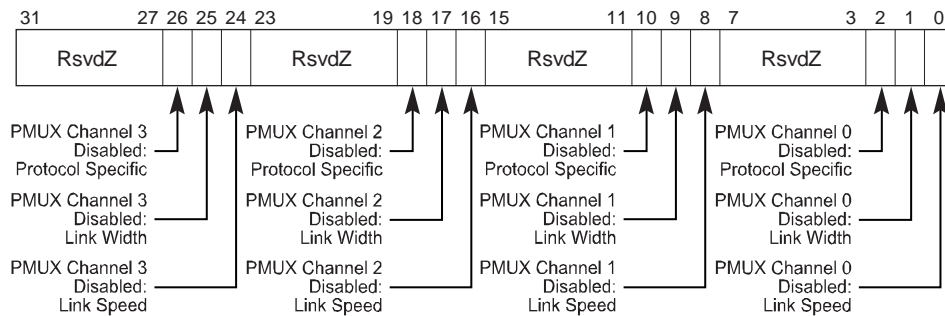 31 27 26 25 24 23 19 18 17 16 15 11 10 9 8 7 3 2 1 0
RsvdZ RsvdZ RsvdZ RsvdZ
PMUX Channel 3 PMUX Channel 2 PMUX Channel 1 PMUX Channel 0
Disabled: Disabled: Disabled: Disabled:
Protocol Specific Protocol Specific Protocol Specific Protocol Specific
PMUX Channel 3 PMUX Channel 2 PMUX Channel 1 PMUX Channel 0
Disabled: Disabled: Disabled: Disabled:
Link Width Link Width Link Width Link Width
PMUX Channel 3 PMUX Channel 2 PMUX Channel 1 PMUX Channel 0
Disabled: Disabled: Disabled: Disabled:
Link Speed Link Speed Link Speed Link Speed